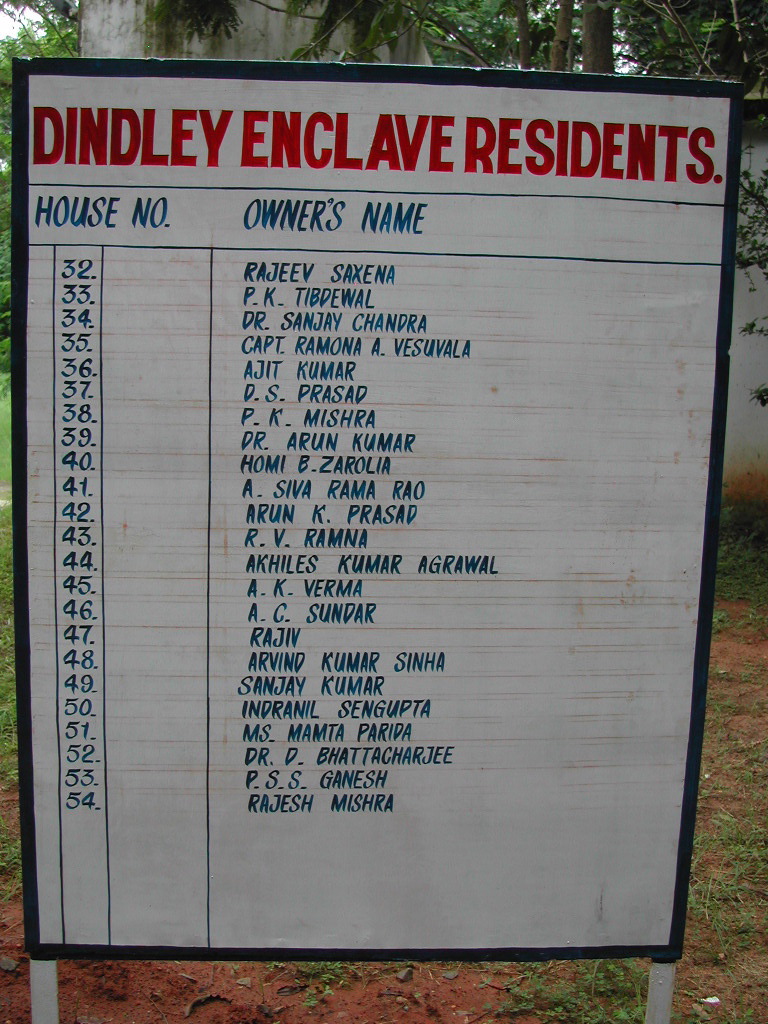 DINDLEY ENCLAVE RESIDENTS.
HOUSE NO. OWNER'S NAME
32. RAJEEV SAXENA
33. P.K. TIBDEWAL
34. DR. SANJAY CHANDRA
35. CAPT. RAMONA A. VESUVALA
36. AJIT KUMAR
37. D.S. PRASAD
38. P.K. MISHRA
39. DR. ARUN KUMAR
40. HOMI B.ZAROLIA
41. A. SIVA RAMA RAO
42. ARUN K. PRASAD
43. R.V. RAMNA
44. AKHILES KUMAR AGRAWAL
45. A.K. VERMA
46. A.C. SUNDAR
47. RAJIV
48. ARVIND KUMAR SINHA
49. SANJAY KUMAR
50. INDRANIL SENGUPTA
51. MS. MAMTA PARIDA
52. DR. D. BHATTACHARJEE
53. P.S.S. GANESH
54. RAJESH MISHRA